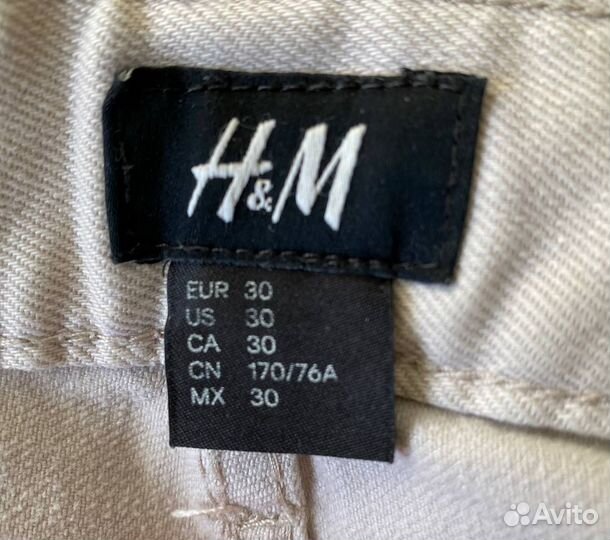 H&M
EUR 30
US 30
CA 30
CN 170/76A
MX 30
Avito